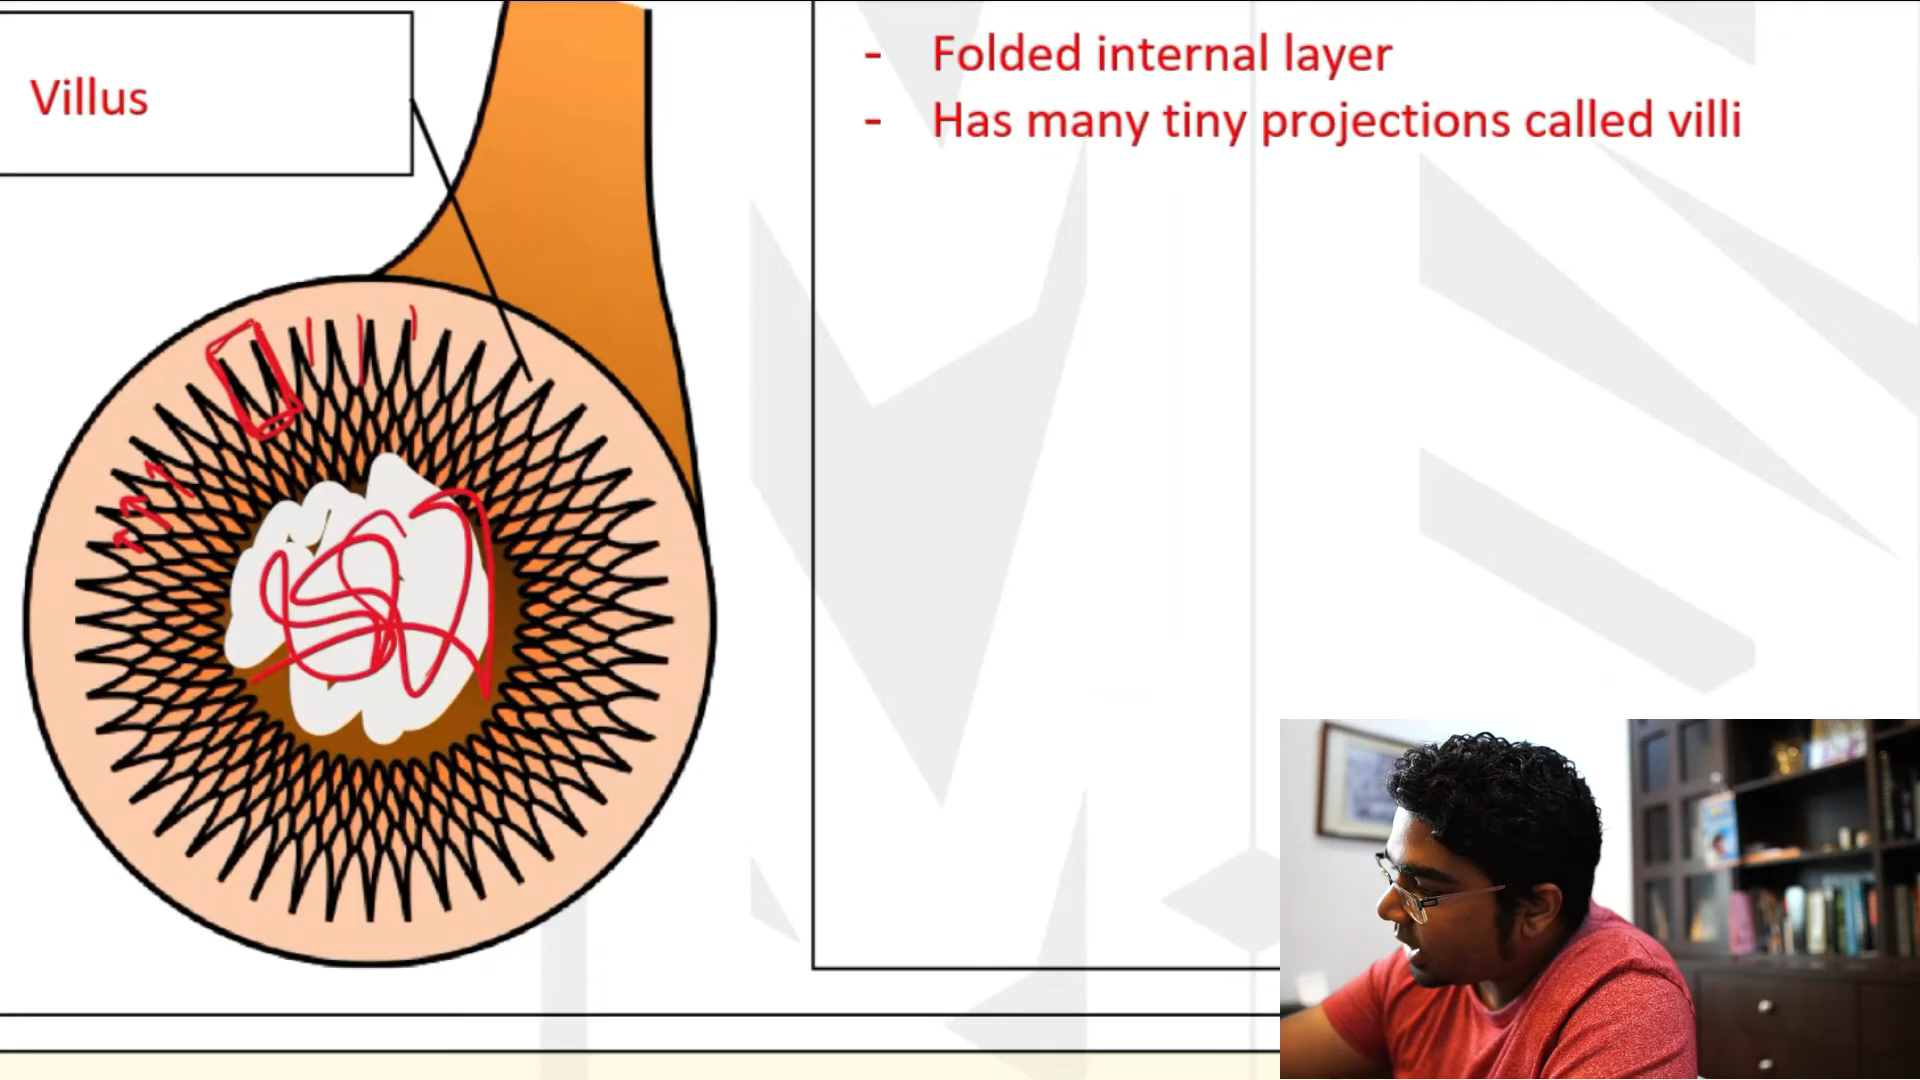 Villus
- Folded internal layer
- Has many tiny projections called villi